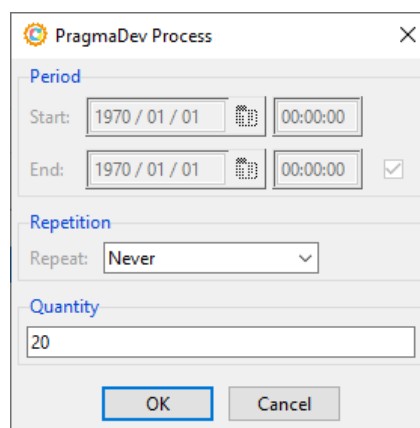 PragmaDev Process
Period
Start: 1970 / 01 / 01 00:00:00
End: 1970 / 01 / 01 00:00:00
Repetition
Repeat: Never
Quantity
20
OK Cancel